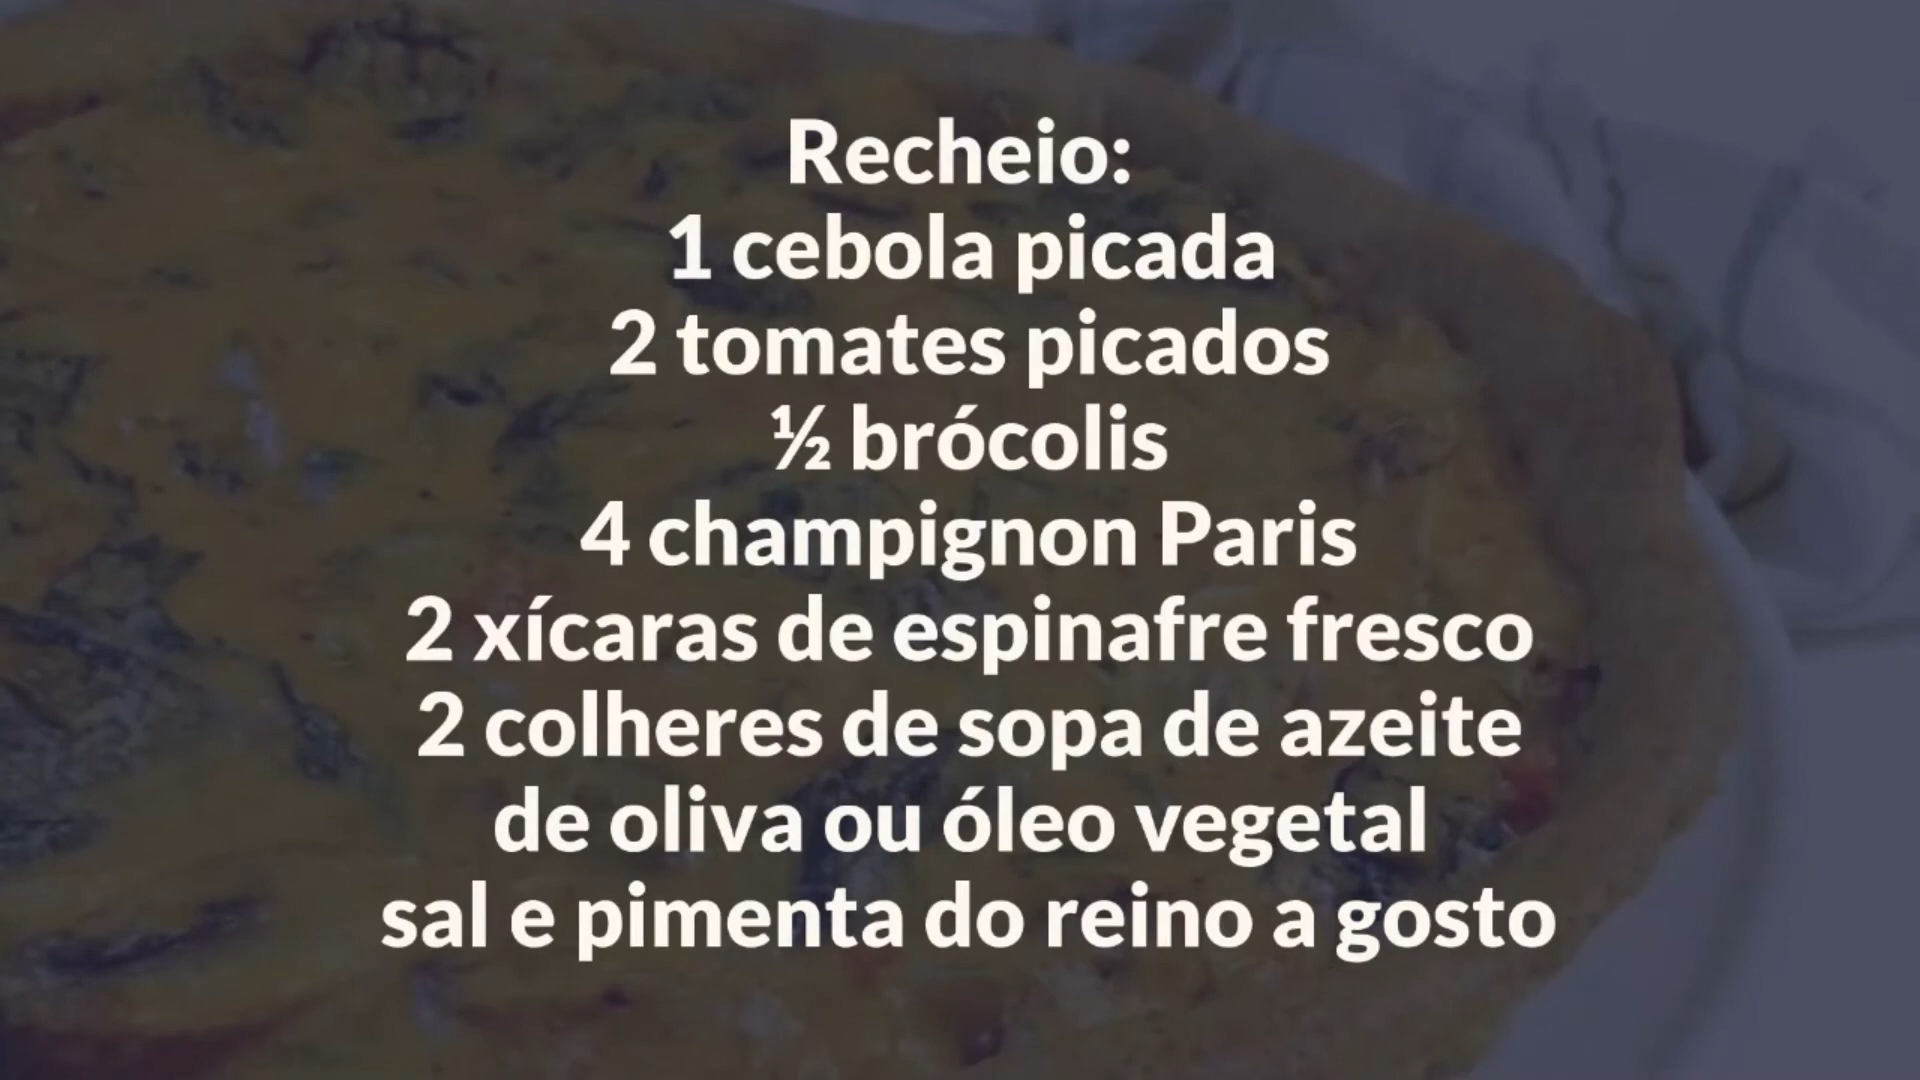 Recheio:
1 cebola picada
2 tomates picados
½ brócolis
4 champignon Paris
2 xícaras de espinafre fresco
2 colheres de sopa de azeite
de oliva ou óleo vegetal
sal e pimenta do reino a gosto